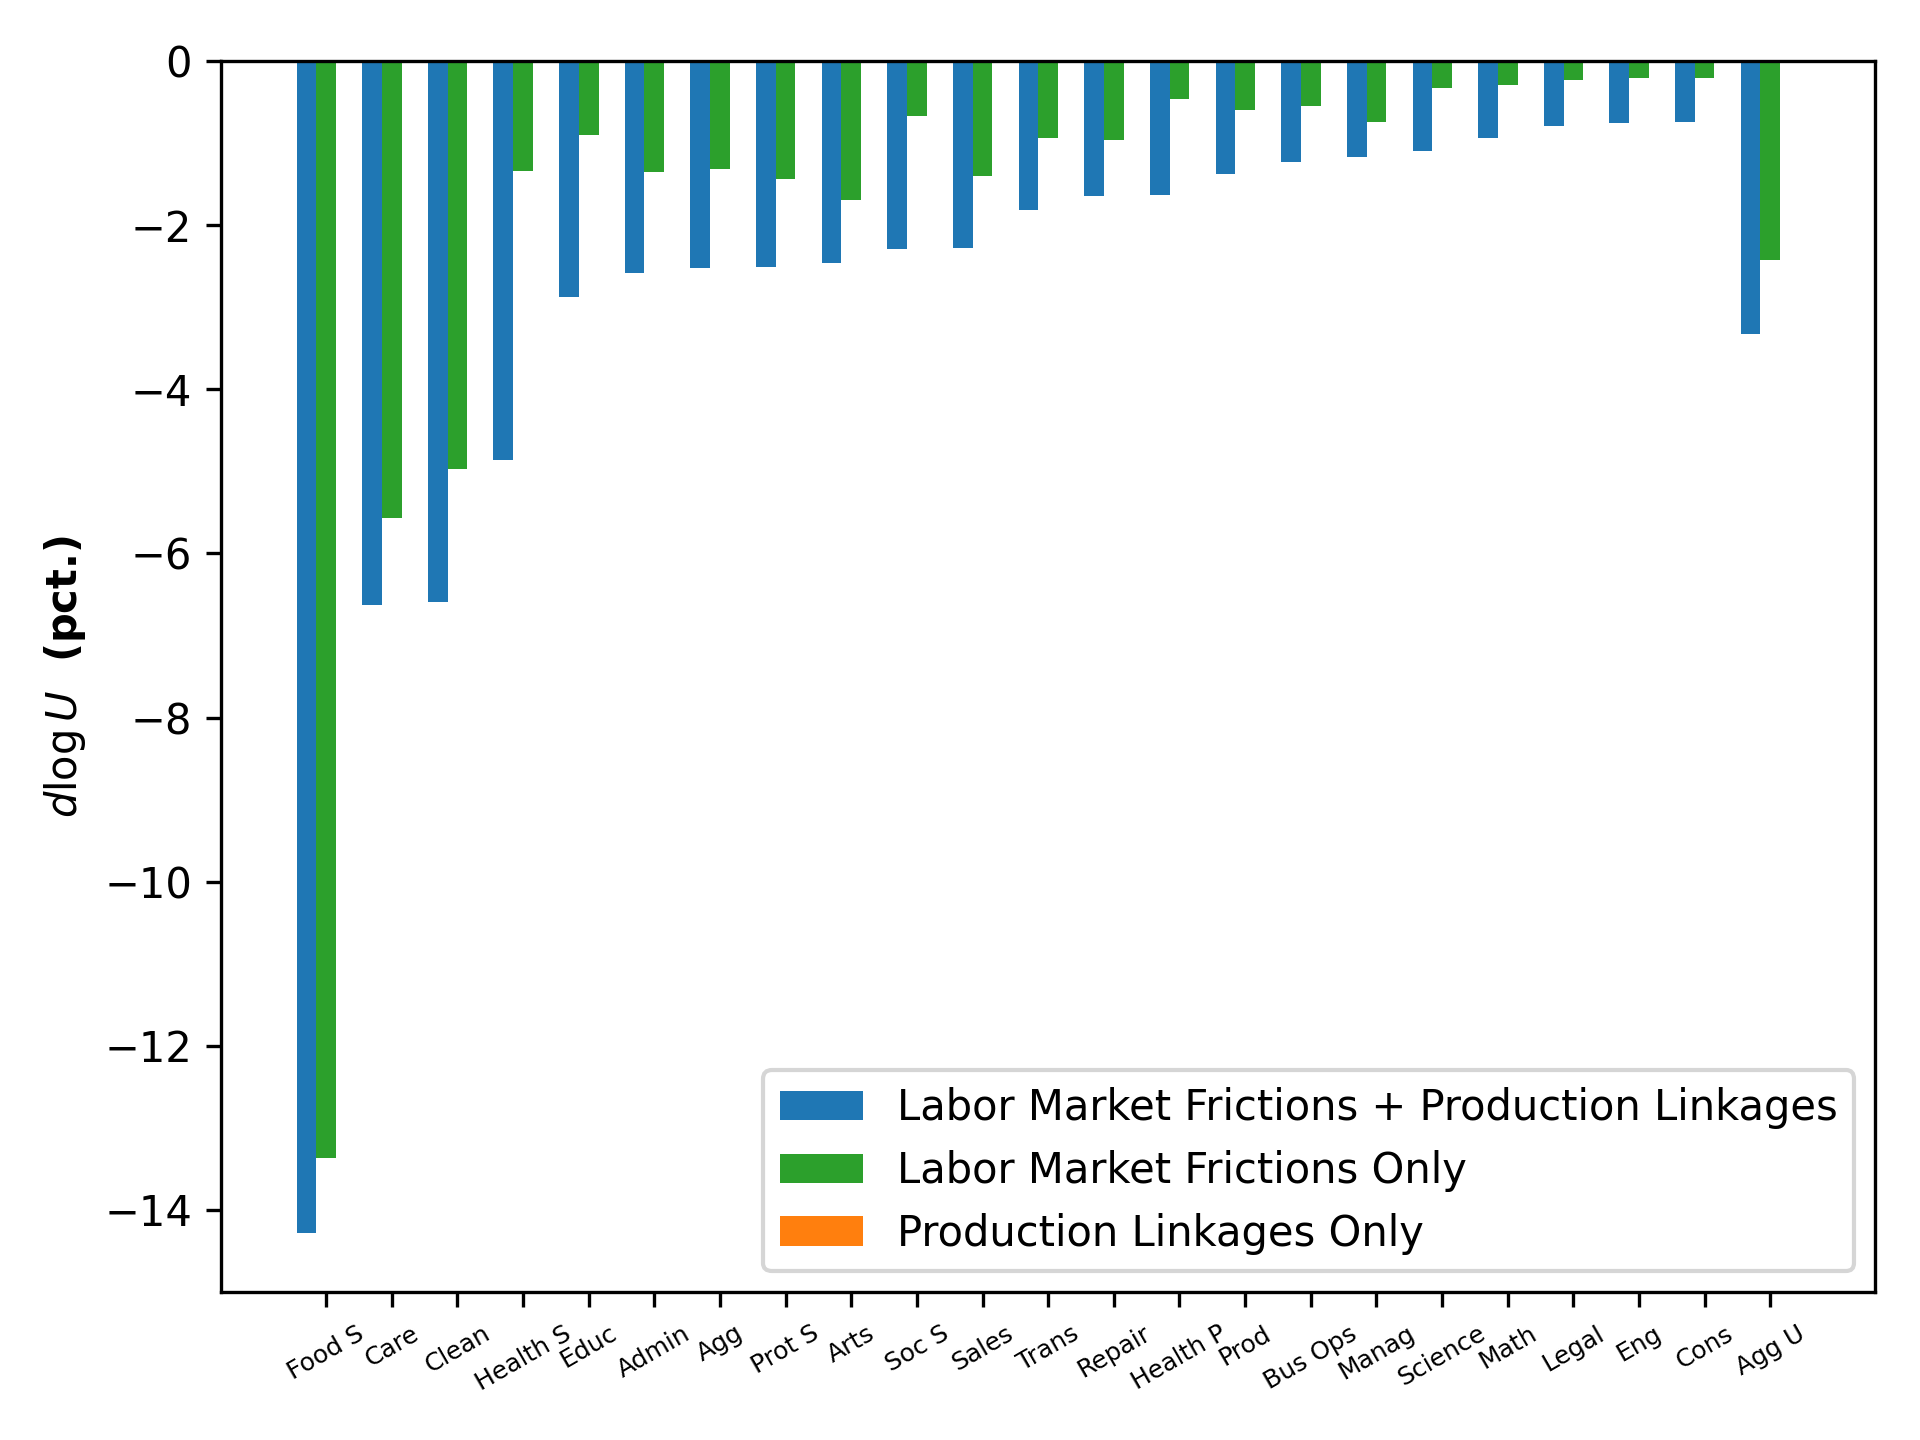 0
−2
−4
−6
−8
−10
−12
−14
d log U (pct.)
Labor Market Frictions + Production Linkages
Labor Market Frictions Only
Production Linkages Only
Food S
Care
Clean
Health S
Educ
Admin
Agg
Prot S
Arts
Soc S
Sales
Trans
Repair
Health P
Prod
Bus Ops
Manag
Science
Math
Legal
Eng
Cons
Agg U